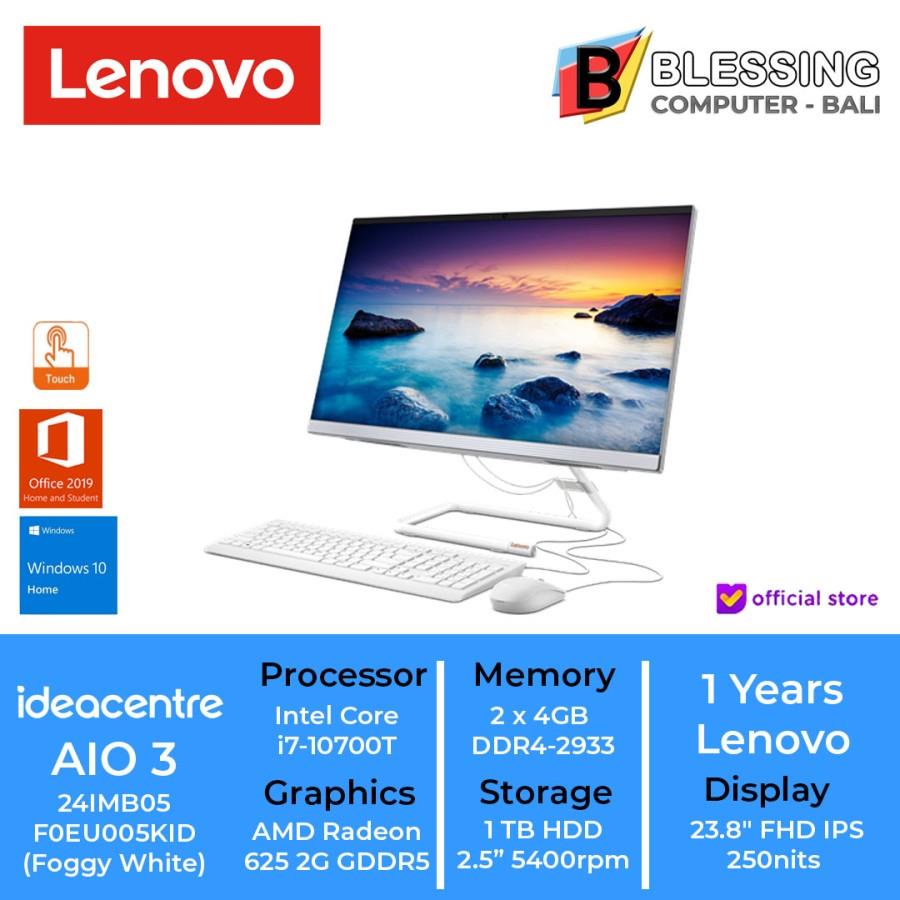 Lenovo
B BLESSING
COMPUTER - BALI
Touch
Office 2019
Home and Student
Windows
Windows 10
Home
Lenovo
official store
ideacentre
AIO 3
24IMB05
F0EU005KID
(Foggy White)
Processor
Intel Core
i7-10700T
Graphics
AMD Radeon
625 2G GDDR5
Memory
2 x 4GB
DDR4-2933
Storage
1 TB HDD
2.5” 5400rpm
1 Years
Lenovo
Display
23.8" FHD IPS
250nits